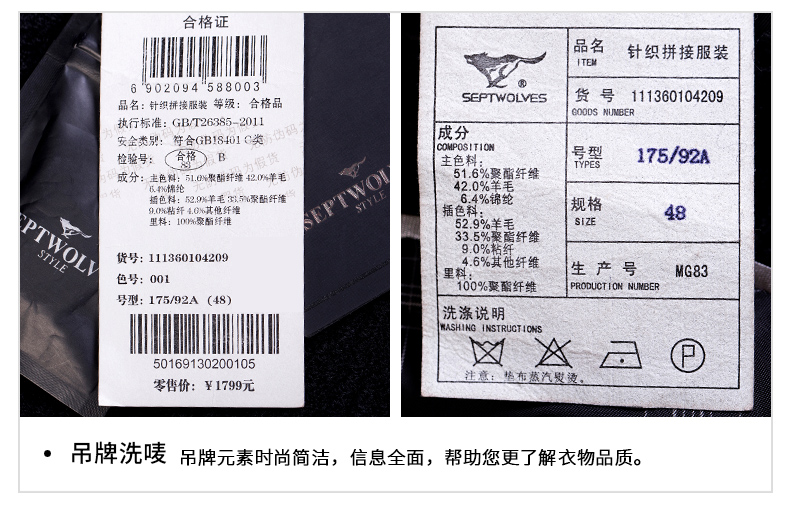 合格证
6 902094 588003
品名：针织拼接服装 等级：合格品
执行标准：GB/T26385-2011
安全类别：符合GB18401 C类
检验号：合格 B
成分：主色料：51.6%聚酯纤维 42.0%羊毛
6.4%锦纶
插色料：52.9%羊毛 33.5%聚酯纤维
9.0%粘纤 4.6%其他纤维
里料：100%聚酯纤维
货号：111360104209
色号：001
号型：175/92A (48)
50169130200105
零售价：￥1799元
SEPTWOLV
STYLE
SEPTWOL
STYLE
®
SEPTWOLVES
品名 针织拼接服装
ITEM
货 号 111360104209
GOODS NUMBER
成分
COMPOSITION
主色料：
51.6%聚酯纤维
42.0%羊毛
6.4%锦纶
插色料：
52.9%羊毛
33.5%聚酯纤维
9.0%粘纤
4.6%其他纤维
里料：
100%聚酯纤维
号型 175/92A
TYPES
规格 48
SIZE
生 产 号 MG83
PRODUCTION NUMBER
洗涤说明
WASHING INSTRUCTIONS
P
注意：垫布蒸汽熨烫。
• 吊牌洗唛 吊牌元素时尚简洁，信息全面，帮助您更了解衣物品质。